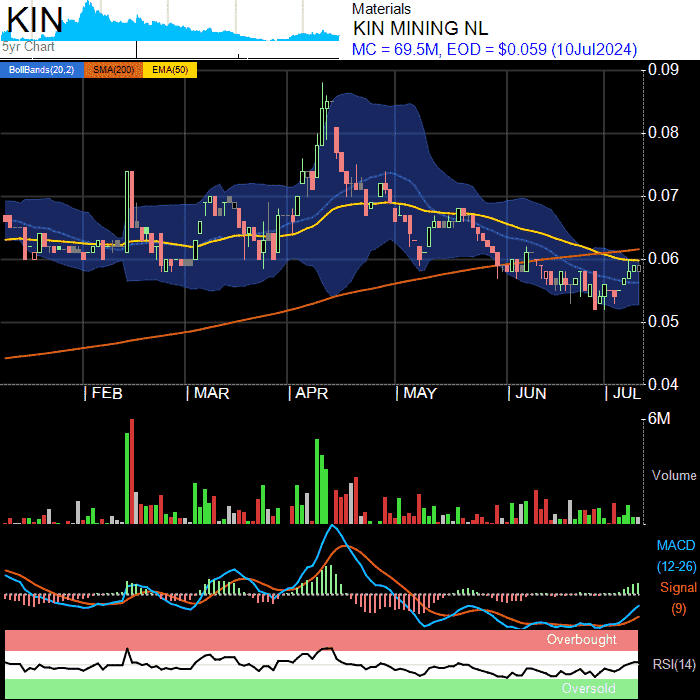 KIN
5yr Chart
Materials
KIN MINING NL
MC = 69.5M, EOD = $0.059 (10Jul2024)
BollBands(20,2) SMA(200) EMA(50)
0.09
0.08
0.07
0.06
0.05
0.04
FEB MAR APR MAY JUN JUL
6M
Volume
MACD
(12-26)
Signal
(9)
Overbought
RSI(14)
Oversold